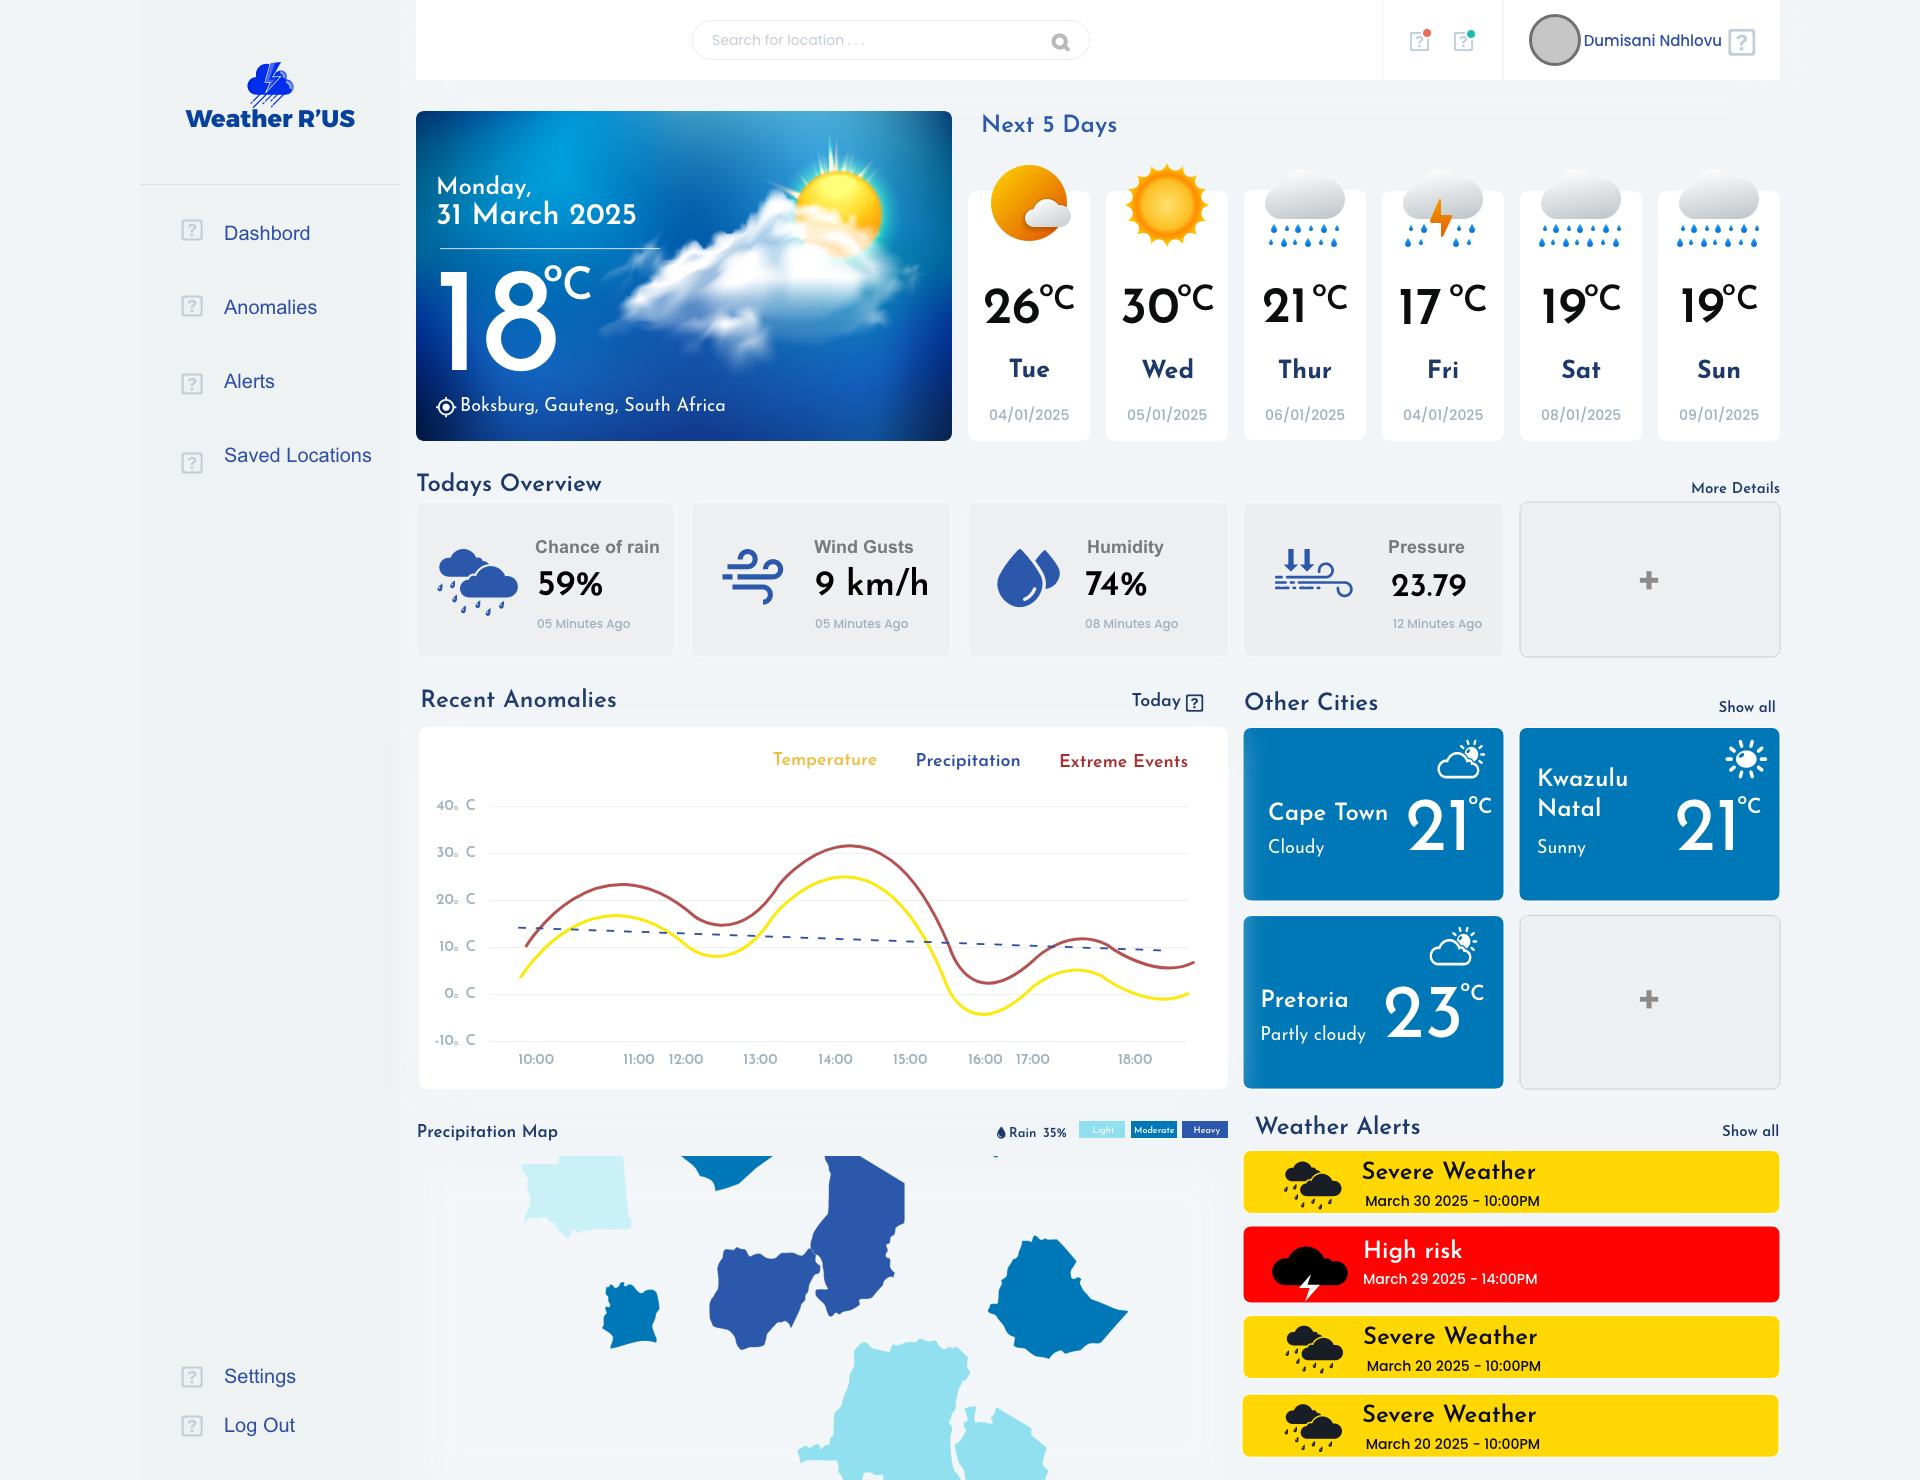 Search for location . . .
Dumisani Ndhlovu
Weather R'US
Dashbord
Anomalies
Alerts
Saved Locations
Settings
Log Out
Monday,
31 March 2025
18°C
Boksburg, Gauteng, South Africa
Next 5 Days
26°C
Tue
04/01/2025
30°C
Wed
05/01/2025
21°C
Thur
06/01/2025
17°C
Fri
04/01/2025
19°C
Sat
08/01/2025
19°C
Sun
09/01/2025
Todays Overview
More Details
Chance of rain
59%
05 Minutes Ago
Wind Gusts
9 km/h
05 Minutes Ago
Humidity
74%
08 Minutes Ago
Pressure
23.79
12 Minutes Ago
+
Recent Anomalies
Today
Temperature
Precipitation
Extreme Events
40° C
30° C
20° C
10° C
0° C
-10° C
10:00 11:00 12:00 13:00 14:00 15:00 16:00 17:00 18:00
Other Cities
Show all
Cape Town
Cloudy
21°C
Kwazulu
Natal
Sunny
21°C
Pretoria
Partly cloudy
23°C
+
Precipitation Map
Rain 35%
Light
Moderate
Heavy
Weather Alerts
Show all
Severe Weather
March 30 2025 - 10:00PM
High risk
March 29 2025 - 14:00PM
Severe Weather
March 20 2025 - 10:00PM
Severe Weather
March 20 2025 - 10:00PM